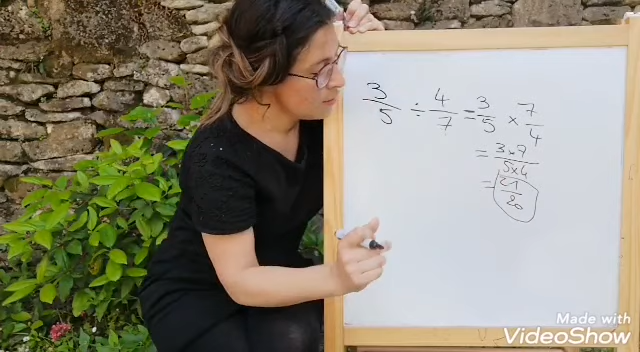 3/5 ÷ 4/7 = 3/5 × 7/4
= 3×7/5×4
= 21/20
Made with
VideoShow